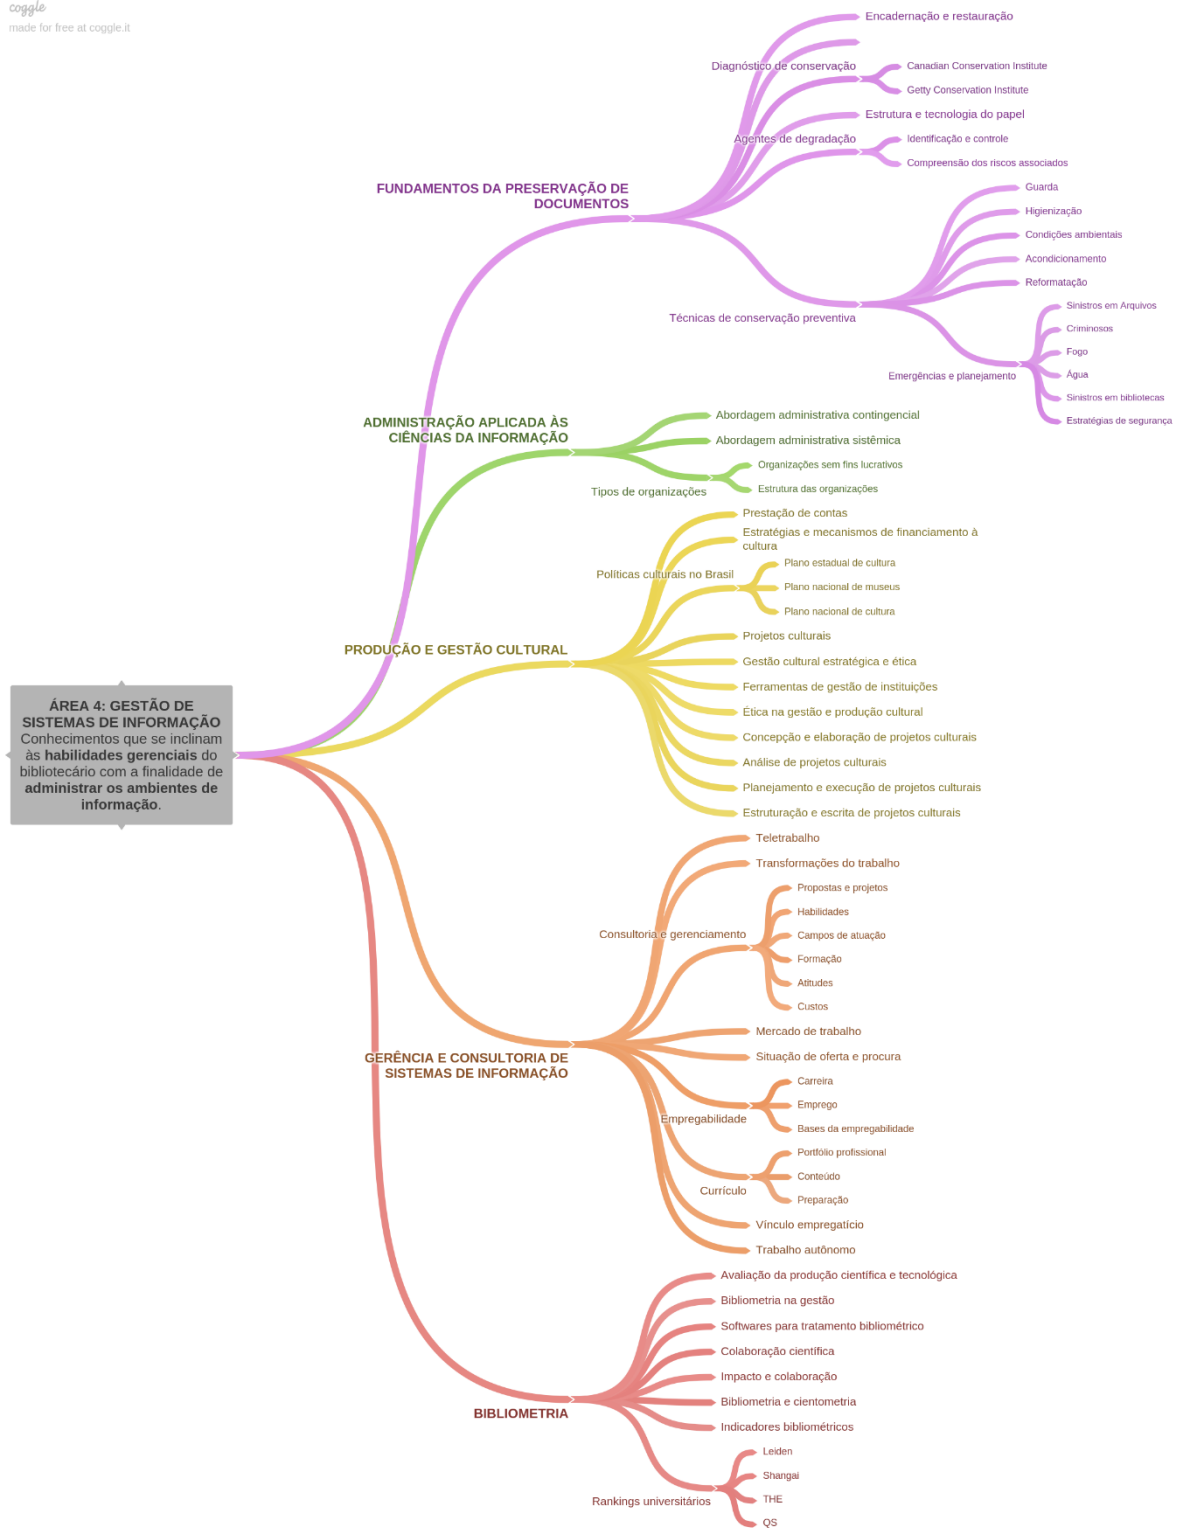 coggle
made for free at coggle.it
Encadernação e restauração
Diagnóstico de conservação
Canadian Conservation Institute
Getty Conservation Institute
Estrutura e tecnologia do papel
Agentes de degradação
Identificação e controle
Compreensão dos riscos associados
FUNDAMENTOS DA PRESERVAÇÃO DE
DOCUMENTOS
Guarda
Higienização
Condições ambientais
Acondicionamento
Reformatação
Técnicas de conservação preventiva
Sinistros em Arquivos
Criminosos
Fogo
Água
Emergências e planejamento
Sinistros em bibliotecas
Estratégias de segurança
ADMINISTRAÇÃO APLICADA ÀS
CIÊNCIAS DA INFORMAÇÃO
Abordagem administrativa contingencial
Abordagem administrativa sistêmica
Tipos de organizações
Organizações sem fins lucrativos
Estrutura das organizações
Prestação de contas
Estratégias e mecanismos de financiamento à
cultura
Políticas culturais no Brasil
Plano estadual de cultura
Plano nacional de museus
Plano nacional de cultura
PRODUÇÃO E GESTÃO CULTURAL
Projetos culturais
Gestão cultural estratégica e ética
Ferramentas de gestão de instituições
Ética na gestão e produção cultural
Concepção e elaboração de projetos culturais
Análise de projetos culturais
Planejamento e execução de projetos culturais
Estruturação e escrita de projetos culturais
ÁREA 4: GESTÃO DE
SISTEMAS DE INFORMAÇÃO
Conhecimentos que se inclinam
às habilidades gerenciais do
bibliotecário com a finalidade de
administrar os ambientes de
informação.
Teletrabalho
Transformações do trabalho
Consultoria e gerenciamento
Propostas e projetos
Habilidades
Campos de atuação
Formação
Atitudes
Custos
GERÊNCIA E CONSULTORIA DE
SISTEMAS DE INFORMAÇÃO
Mercado de trabalho
Situação de oferta e procura
Empregabilidade
Carreira
Emprego
Bases da empregabilidade
Currículo
Portfólio profissional
Conteúdo
Preparação
Vínculo empregatício
Trabalho autônomo
Avaliação da produção científica e tecnológica
Bibliometria na gestão
Softwares para tratamento bibliométrico
Colaboração científica
Impacto e colaboração
Bibliometria e cientometria
Indicadores bibliométricos
BIBLIOMETRIA
Rankings universitários
Leiden
Shangai
THE
QS